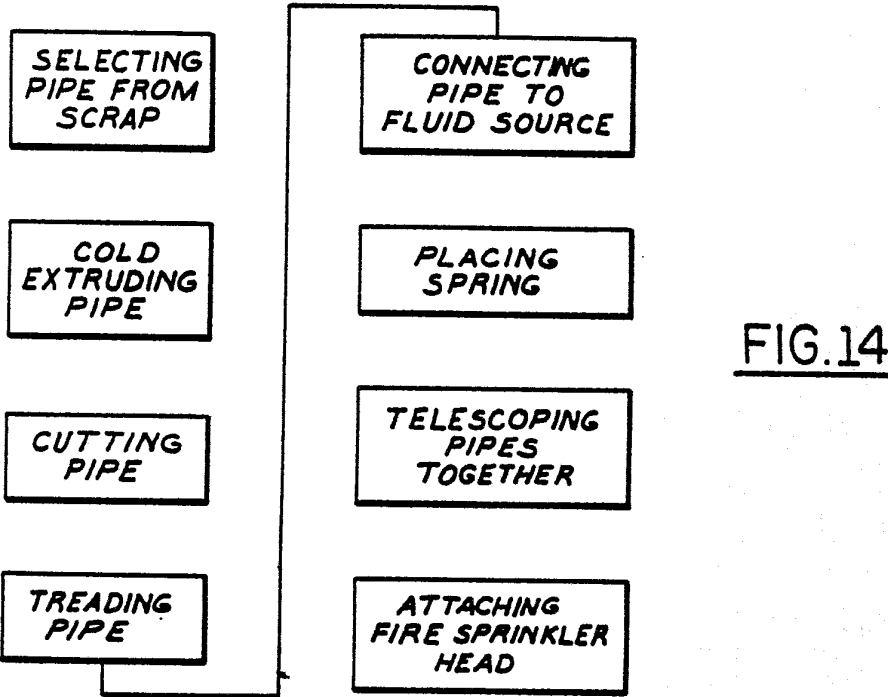 SELECTING
PIPE FROM
SCRAP
COLD
EXTRUDING
PIPE
CUTTING
PIPE
TREADING
PIPE
CONNECTING
PIPE TO
FLUID SOURCE
PLACING
SPRING
TELESCOPING
PIPES
TOGETHER
ATTACHING
FIRE SPRINKLER
HEAD
FIG.14